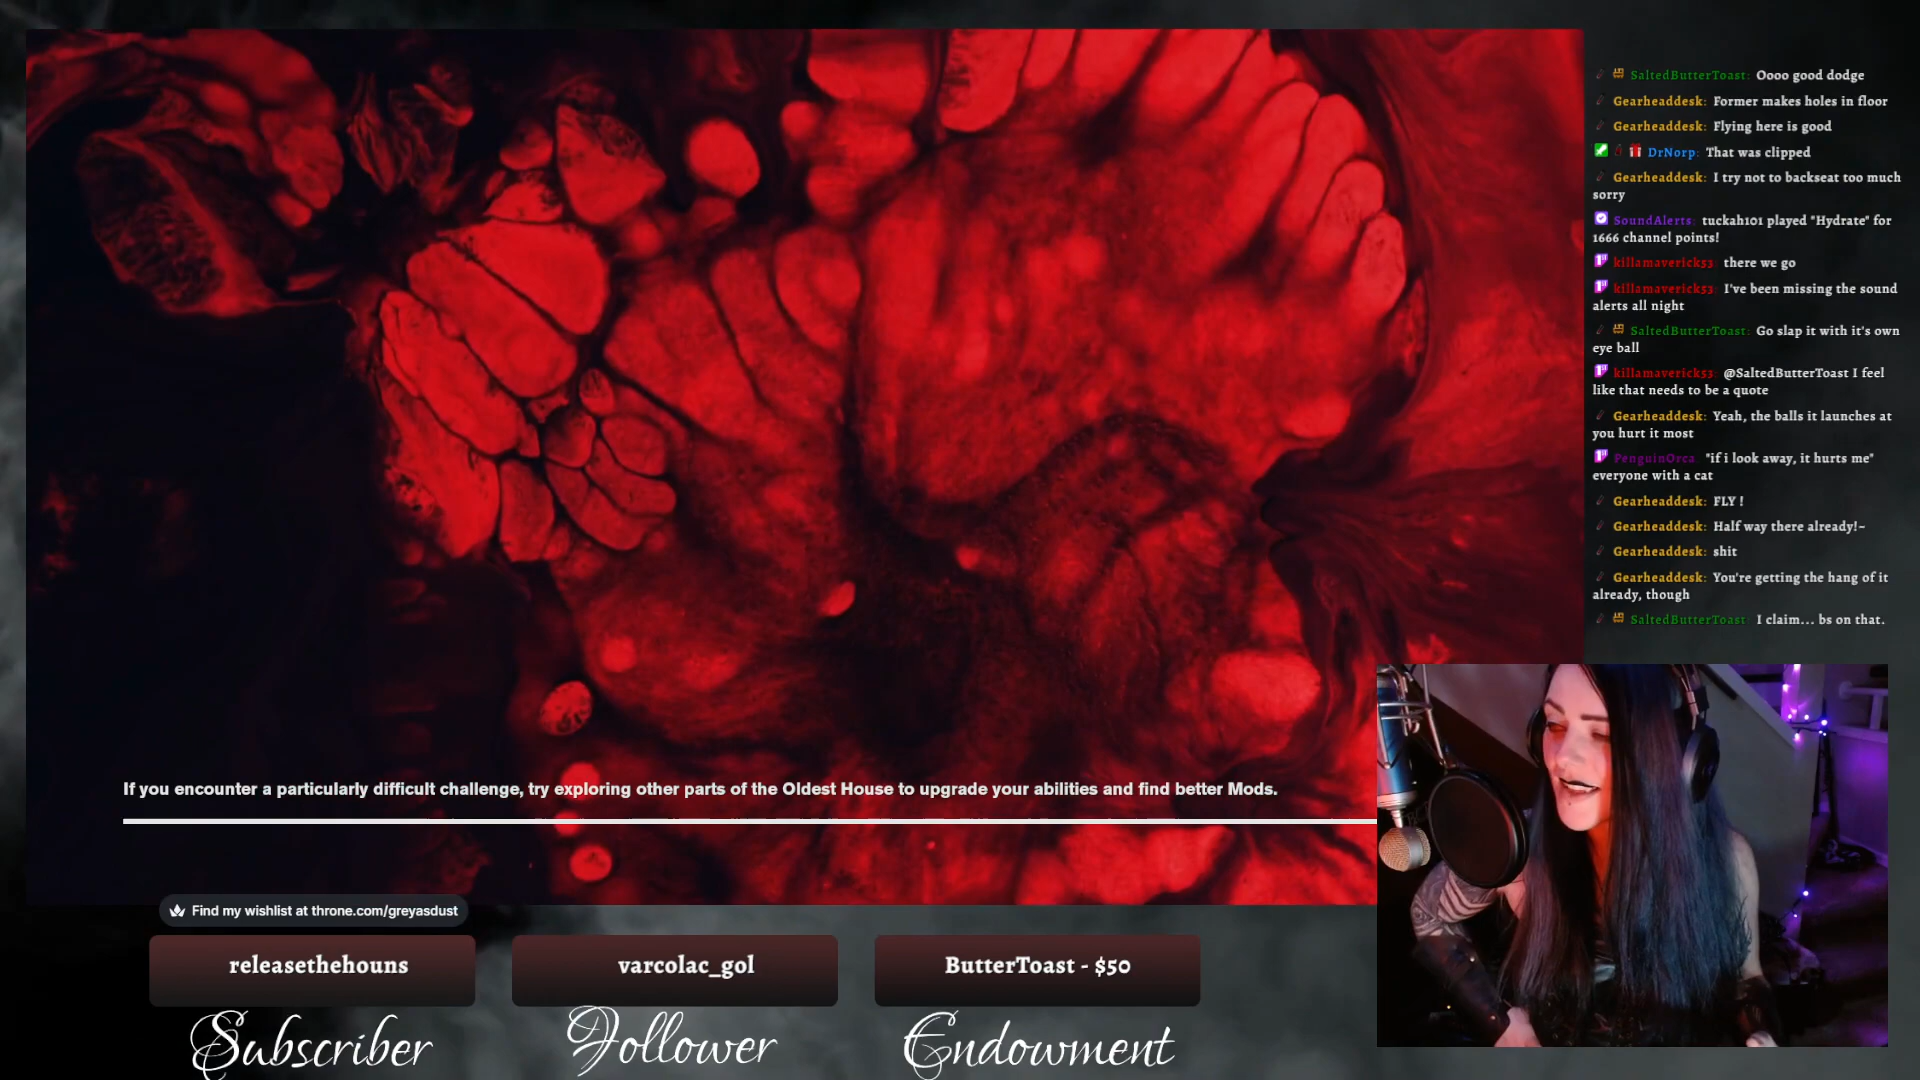 SaltedButterToast: Oooo good dodge
Gearheaddesk: Former makes holes in floor
Gearheaddesk: Flying here is good
DrNorp: That was clipped
Gearheaddesk: I try not to backseat too much
sorry
SoundAlerts: tuckah101 played "Hydrate" for
1666 channel points!
killamaverick53: there we go
killamaverick53: I've been missing the sound
alerts all night
SaltedButterToast: Go slap it with it's own
eye ball
killamaverick53: @SaltedButterToast I feel
like that needs to be a quote
Gearheaddesk: Yeah, the balls it launches at
you hurt it most
PenguinOrca: "if i look away, it hurts me"
everyone with a cat
Gearheaddesk: FLY !
Gearheaddesk: Half way there already!~
Gearheaddesk: shit
Gearheaddesk: You're getting the hang of it
already, though
SaltedButterToast: I claim... bs on that.
If you encounter a particularly difficult challenge, try exploring other parts of the Oldest House to upgrade your abilities and find better Mods.
Find my wishlist at throne.com/greyasdust
releasethehouns
varcolac_gol
ButterToast - $50
Subscriber
Follower
Endowment